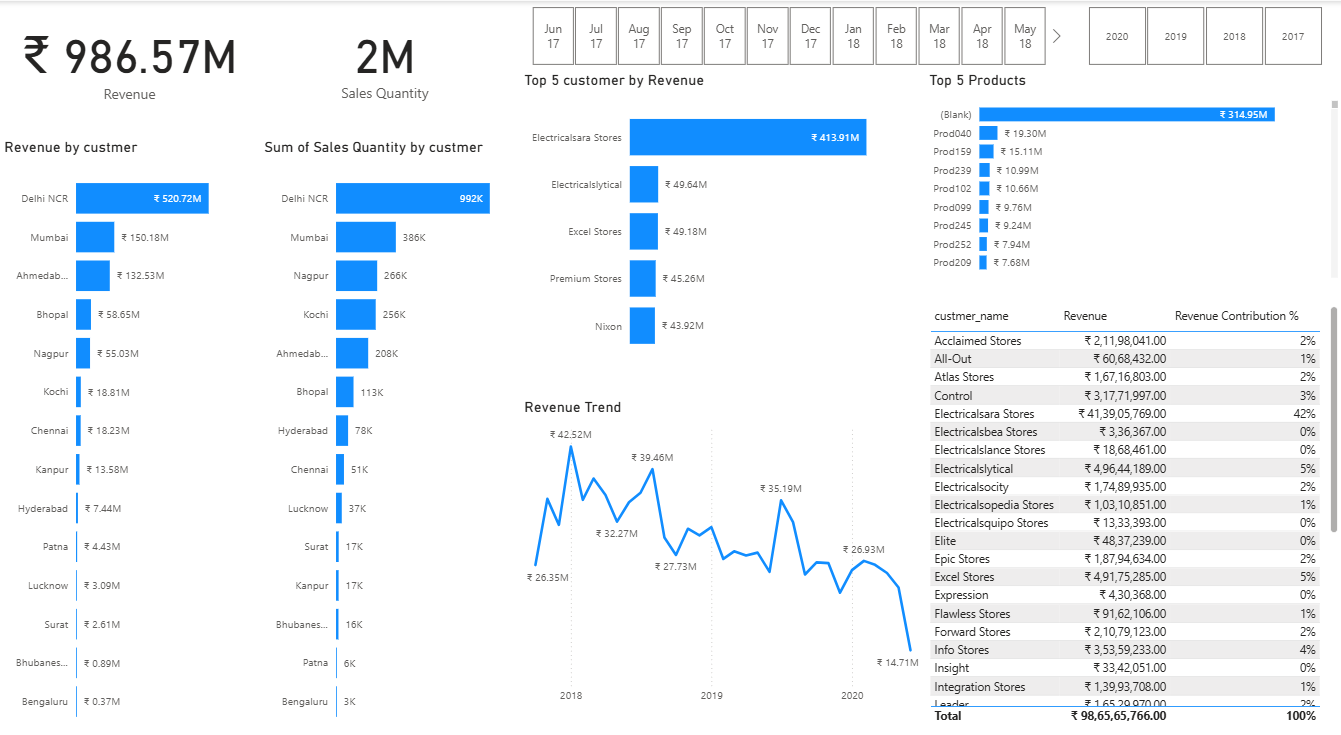 ₹ 986.57M
Revenue
2M
Sales Quantity
Jun 17
Jul 17
Aug 17
Sep 17
Oct 17
Nov 17
Dec 17
Jan 18
Feb 18
Mar 18
Apr 18
May 18
2020
2019
2018
2017
Revenue by custmer
Delhi NCR ₹ 520.72M
Mumbai ₹ 150.18M
Ahmedab... ₹ 132.53M
Bhopal ₹ 58.65M
Nagpur ₹ 55.03M
Kochi ₹ 18.81M
Chennai ₹ 18.23M
Kanpur ₹ 13.58M
Hyderabad ₹ 7.44M
Patna ₹ 4.43M
Lucknow ₹ 3.09M
Surat ₹ 2.61M
Bhubanes... ₹ 0.89M
Bengaluru ₹ 0.37M
Sum of Sales Quantity by custmer
Delhi NCR 992K
Mumbai 386K
Nagpur 266K
Kochi 256K
Ahmedab... 208K
Bhopal 113K
Hyderabad 78K
Chennai 51K
Lucknow 37K
Surat 17K
Kanpur 17K
Bhubanes... 16K
Patna 6K
Bengaluru 3K
Top 5 customer by Revenue
Electricalsara Stores ₹ 413.91M
Electricalslytical ₹ 49.64M
Excel Stores ₹ 49.18M
Premium Stores ₹ 45.26M
Nixon ₹ 43.92M
Revenue Trend
₹ 42.52M
₹ 39.46M
₹ 35.19M
₹ 32.27M
₹ 26.93M
₹ 27.73M
₹ 26.35M
₹ 14.71M
2018 2019 2020
Top 5 Products
(Blank) ₹ 314.95M
Prod040 ₹ 19.30M
Prod159 ₹ 15.11M
Prod239 ₹ 10.99M
Prod102 ₹ 10.66M
Prod099 ₹ 9.76M
Prod245 ₹ 9.24M
Prod252 ₹ 7.94M
Prod209 ₹ 7.68M
custmer_name Revenue Revenue Contribution %
Acclaimed Stores ₹ 2,11,98,041.00 2%
All-Out ₹ 60,68,432.00 1%
Atlas Stores ₹ 1,67,16,803.00 2%
Control ₹ 3,17,71,997.00 3%
Electricalsara Stores ₹ 41,39,05,769.00 42%
Electricalsbea Stores ₹ 3,36,367.00 0%
Electricalslance Stores ₹ 18,68,461.00 0%
Electricalslytical ₹ 4,96,44,189.00 5%
Electricalsocity ₹ 1,74,89,935.00 2%
Electricalsopedia Stores ₹ 1,03,10,851.00 1%
Electricalsquipo Stores ₹ 13,33,393.00 0%
Elite ₹ 48,37,239.00 0%
Epic Stores ₹ 1,87,94,634.00 2%
Excel Stores ₹ 4,91,75,285.00 5%
Expression ₹ 4,30,368.00 0%
Flawless Stores ₹ 91,62,106.00 1%
Forward Stores ₹ 2,10,79,123.00 2%
Info Stores ₹ 3,53,59,233.00 4%
Insight ₹ 33,42,051.00 0%
Integration Stores ₹ 1,39,93,708.00 1%
Leader ₹ 1,65,29,970.00 2%
Total ₹ 98,65,65,766.00 100%